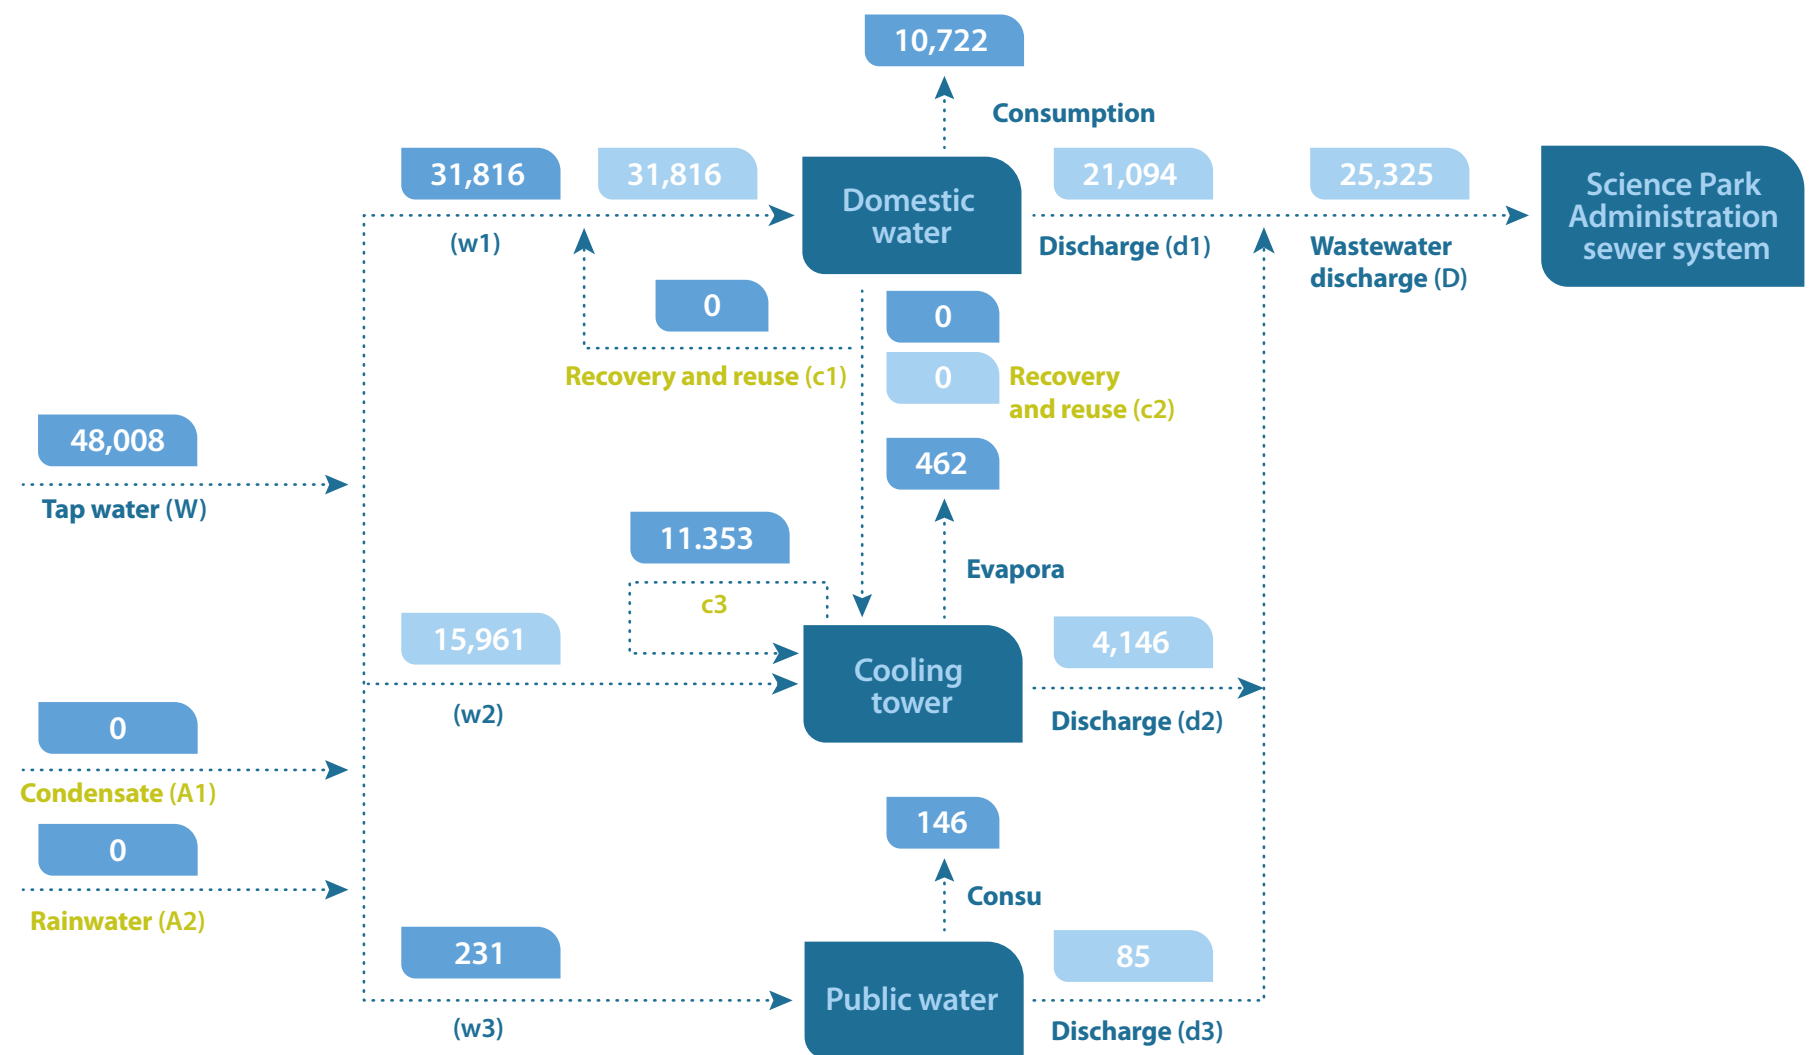 10,722
Consumption
31,816
31,816
Domestic
water
21,094
25,325
Science Park
Administration
sewer system
(w1)
Discharge (d1)
Wastewater
discharge (D)
0
0
Recovery and reuse (c1)
0
Recovery
and reuse (c2)
48,008
Tap water (W)
462
11.353
Evapora
c3
15,961
Cooling
tower
4,146
(w2)
Discharge (d2)
0
Condensate (A1)
0
Rainwater (A2)
146
Consu
231
Public water
85
(w3)
Discharge (d3)